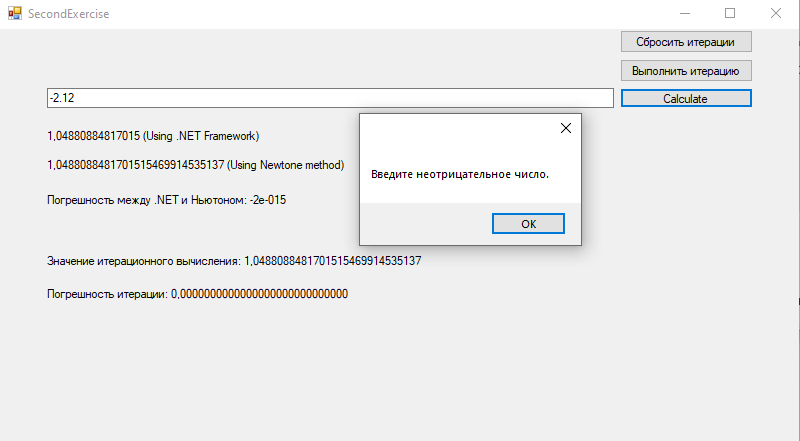 SecondExercise
Сбросить итерации
Выполнить итерацию
-2.12
Calculate
1,04880884817015 (Using .NET Framework)
1,0488088481701515469914535137 (Using Newtone method)
Введите неотрицательное число.
Погрешность между .NET и Ньютоном: -2e-015
OK
Значение итерационного вычисления: 1,0488088481701515469914535137
Погрешность итерации: 0,0000000000000000000000000000